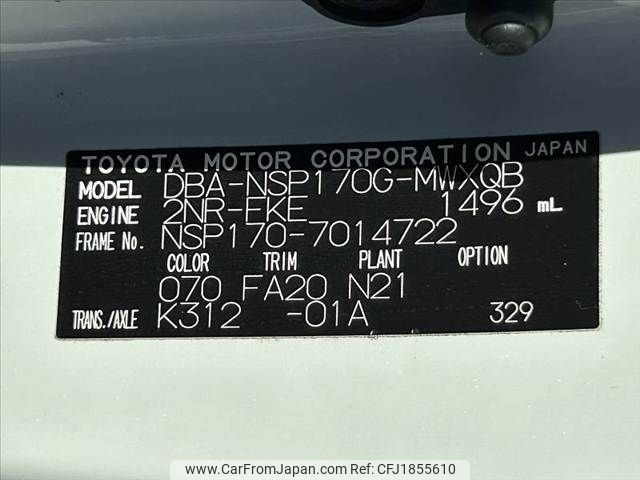 TOYOTA MOTOR CORPORATION JAPAN
MODEL DBA-NSP170G-MWXQB
ENGINE 2NR-FKE 1496 mL
FRAME No. NSP170-7014722
COLOR TRIM PLANT OPTION
070 FA20 N21
TRANS./AXLE K312 -01A 329
www.CarFromJapan.com - CFJ1855610